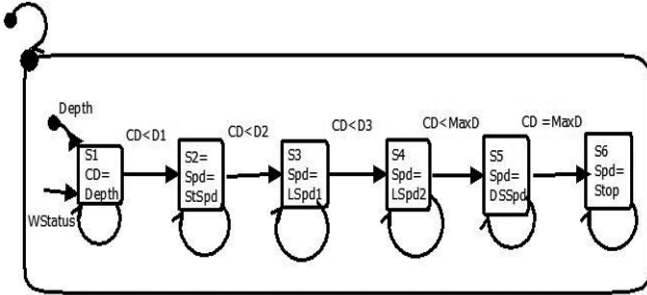 Depth
CD<D1
CD<D2
CD<D3
CD<MaxD
CD =MaxD
S1
CD=
Depth
S2=
Spd=
StSpd
S3
Spd=
LSpd1
S4
Spd=
LSpd2
S5
Spd=
DSSpd
S6
Spd=
Stop
WStatus